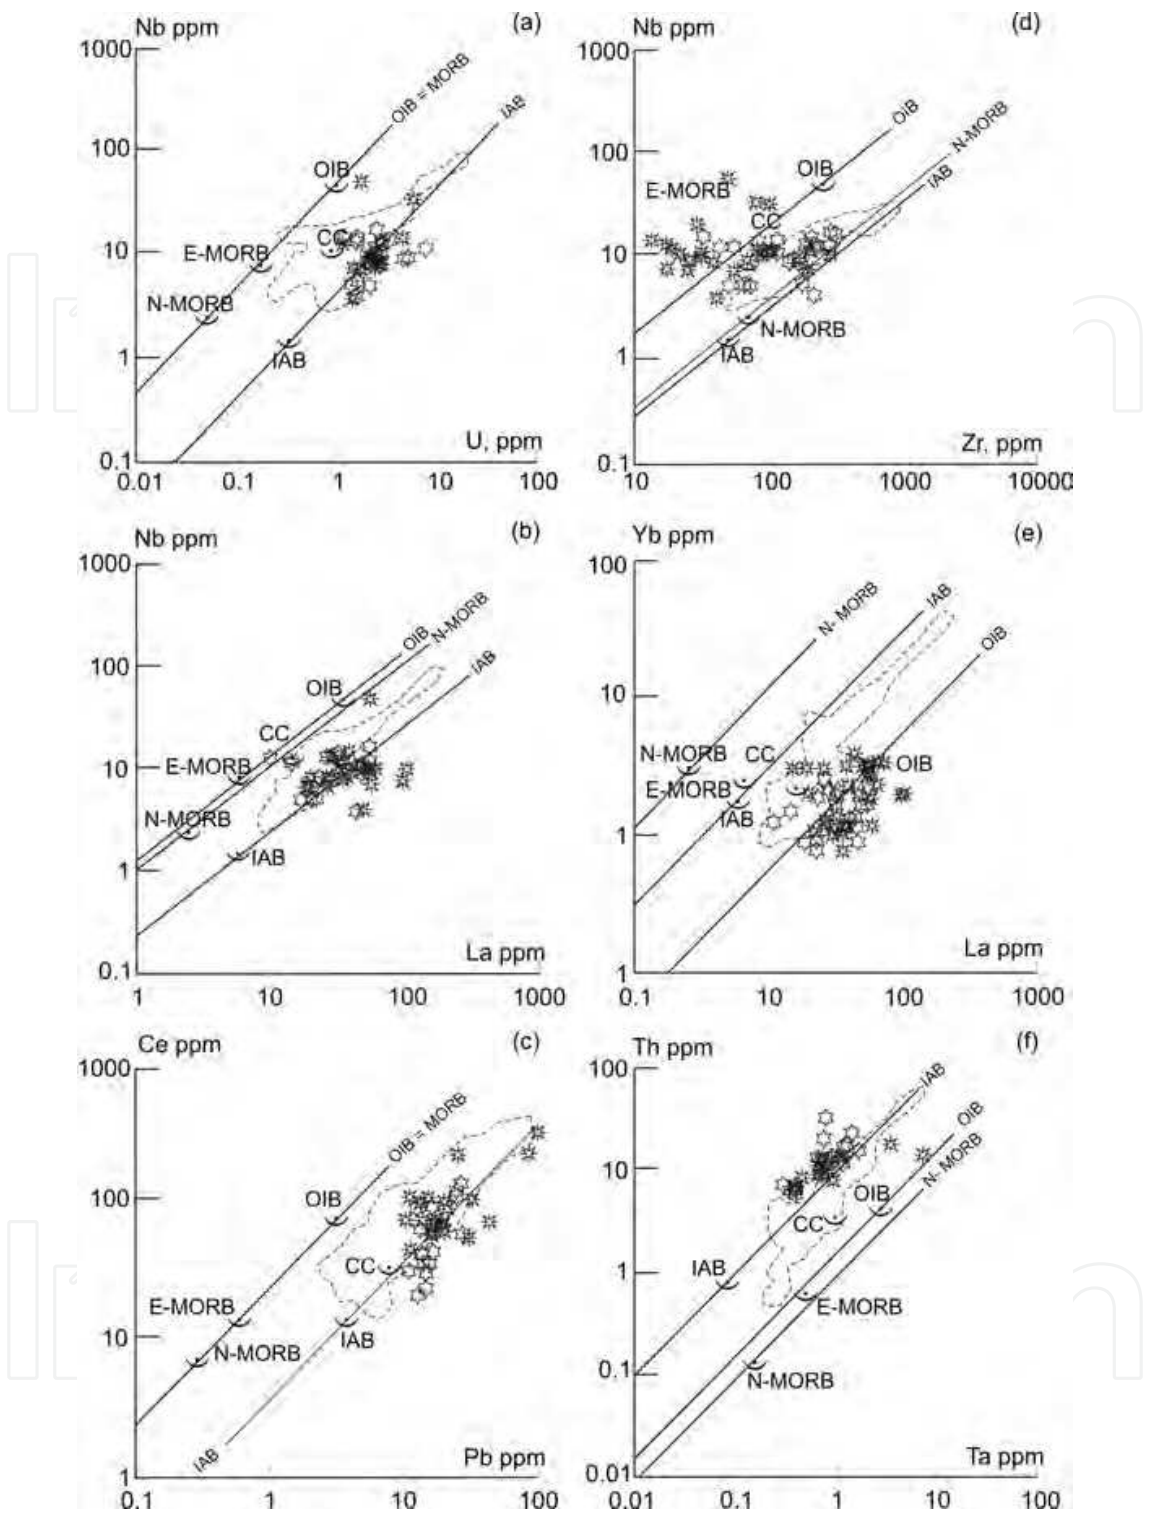 Nb ppm
(a)
1000
100
10
1
0.1
0.01
0.1
1
10
100
OIB = MORB
IAB
OIB
CC
E-MORB
N-MORB
IAB
U, ppm
Nb ppm
(d)
1000
100
10
1
0.1
10
100
1000
10000
OIB
N-MORB
IAB
OIB
E-MORB
CC
N-MORB
IAB
Zr, ppm
Nb ppm
(b)
1000
100
10
1
0.1
1
10
100
1000
OIB
N-MORB
IAB
OIB
CC
E-MORB
N-MORB
IAB
La ppm
Yb ppm
(e)
100
10
1
1
0.1
10
100
1000
N- MORB
IAB
OIB
N-MORB
CC
OIB
E-MORB
IAB
La ppm
Ce ppm
(c)
1000
100
10
1
0.1
1
10
100
OIB = MORB
OIB
CC
E-MORB
N-MORB
IAB
IAB
Pb ppm
Th ppm
(f)
100
10
1
0.1
0.01
0.01
0.1
1
10
100
IAB
OIB
N- MORB
OIB
CC
IAB
E-MORB
N-MORB
Ta ppm